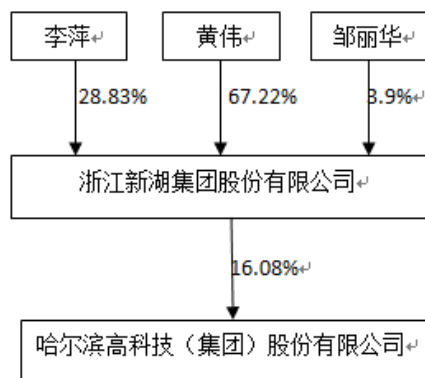 李萍 黄伟 邹丽华
28.83% 67.22% 3.9%
浙江新湖集团股份有限公司
16.08%
哈尔滨高科技（集团）股份有限公司